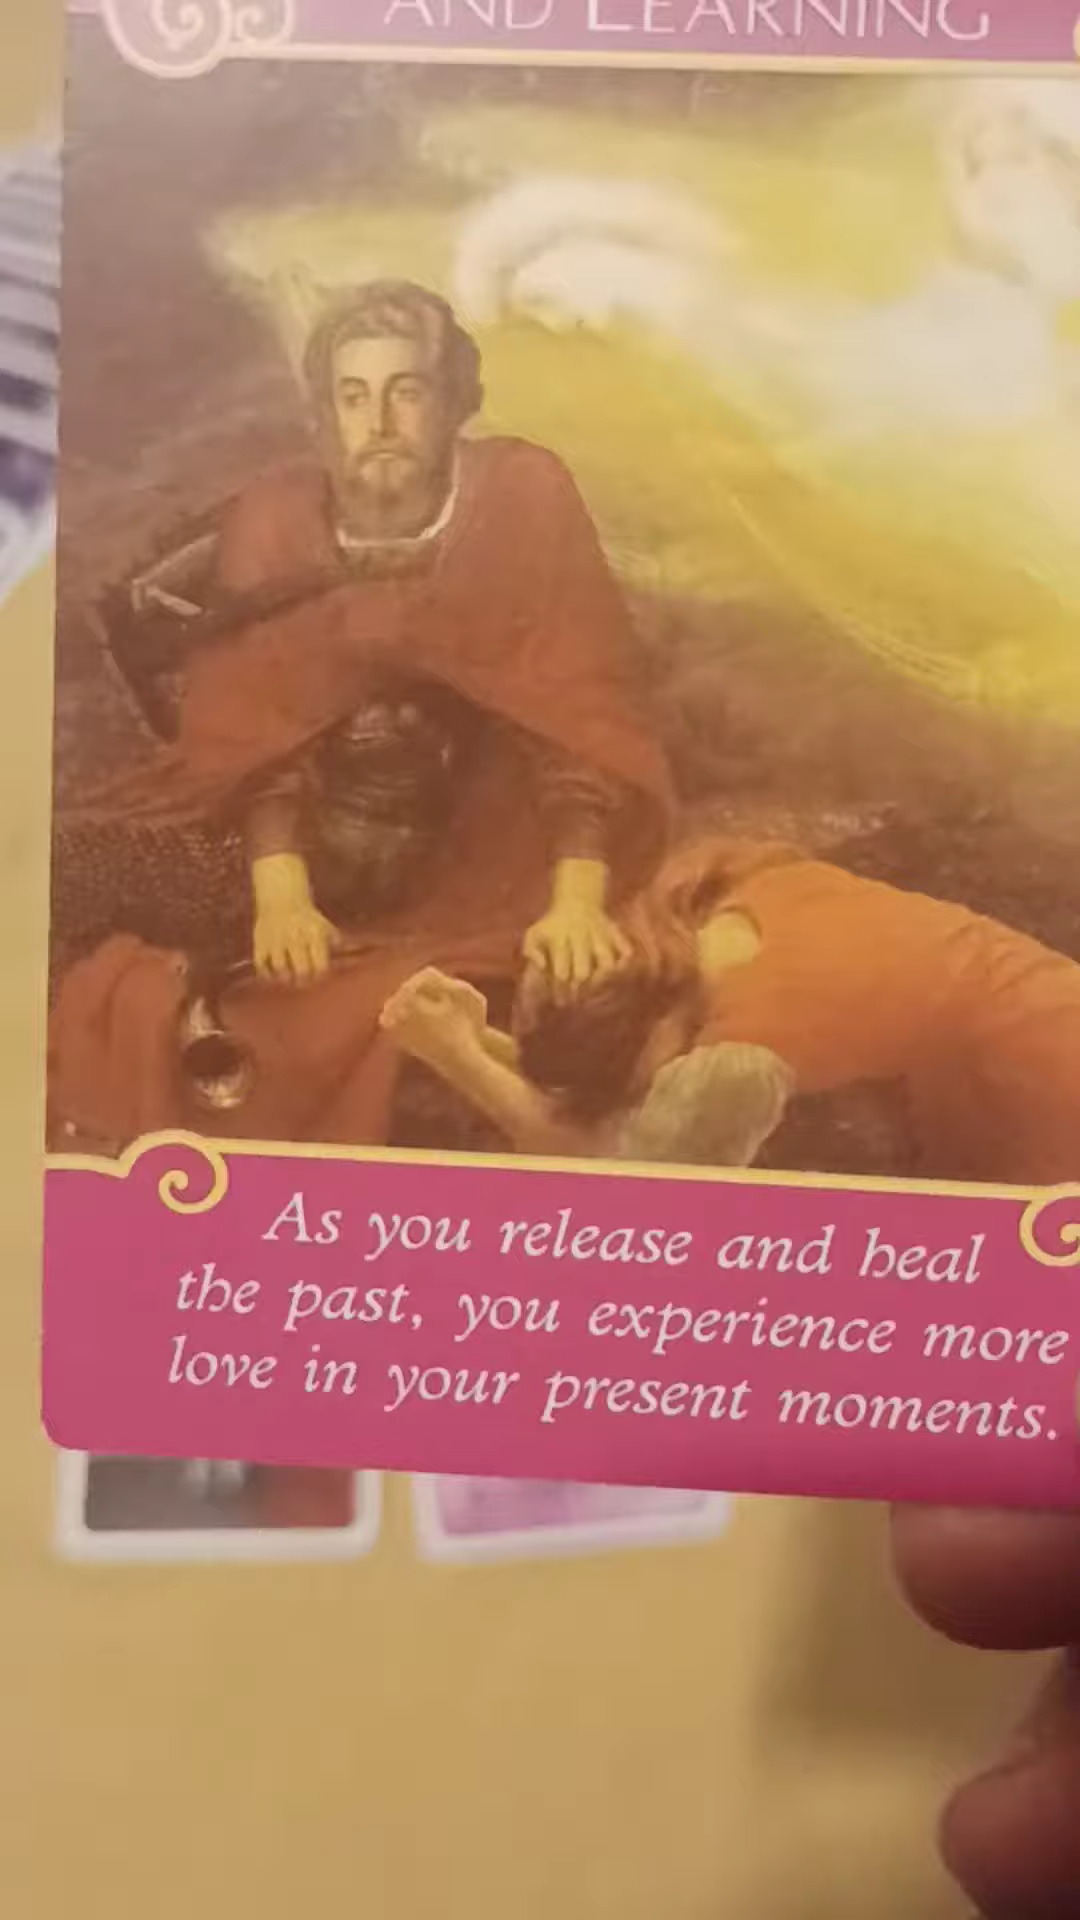 AND LEARNING
As you release and heal
the past, you experience more
love in your present moments.